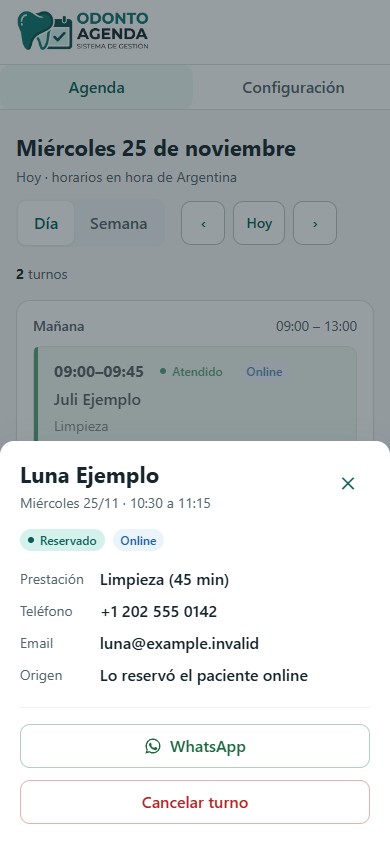 ODONTO
AGENDA
SISTEMA DE GESTIÓN
Agenda
Configuración
Miércoles 25 de noviembre
Hoy · horarios en hora de Argentina
Día
Semana
‹
Hoy
›
2 turnos
Mañana
09:00 – 13:00
09:00–09:45
Atendido
Online
Juli Ejemplo
Limpieza
Luna Ejemplo
Miércoles 25/11 · 10:30 a 11:15
Reservado
Online
Prestación Limpieza (45 min)
Teléfono +1 202 555 0142
Email luna@example.invalid
Origen Lo reservó el paciente online
WhatsApp
Cancelar turno